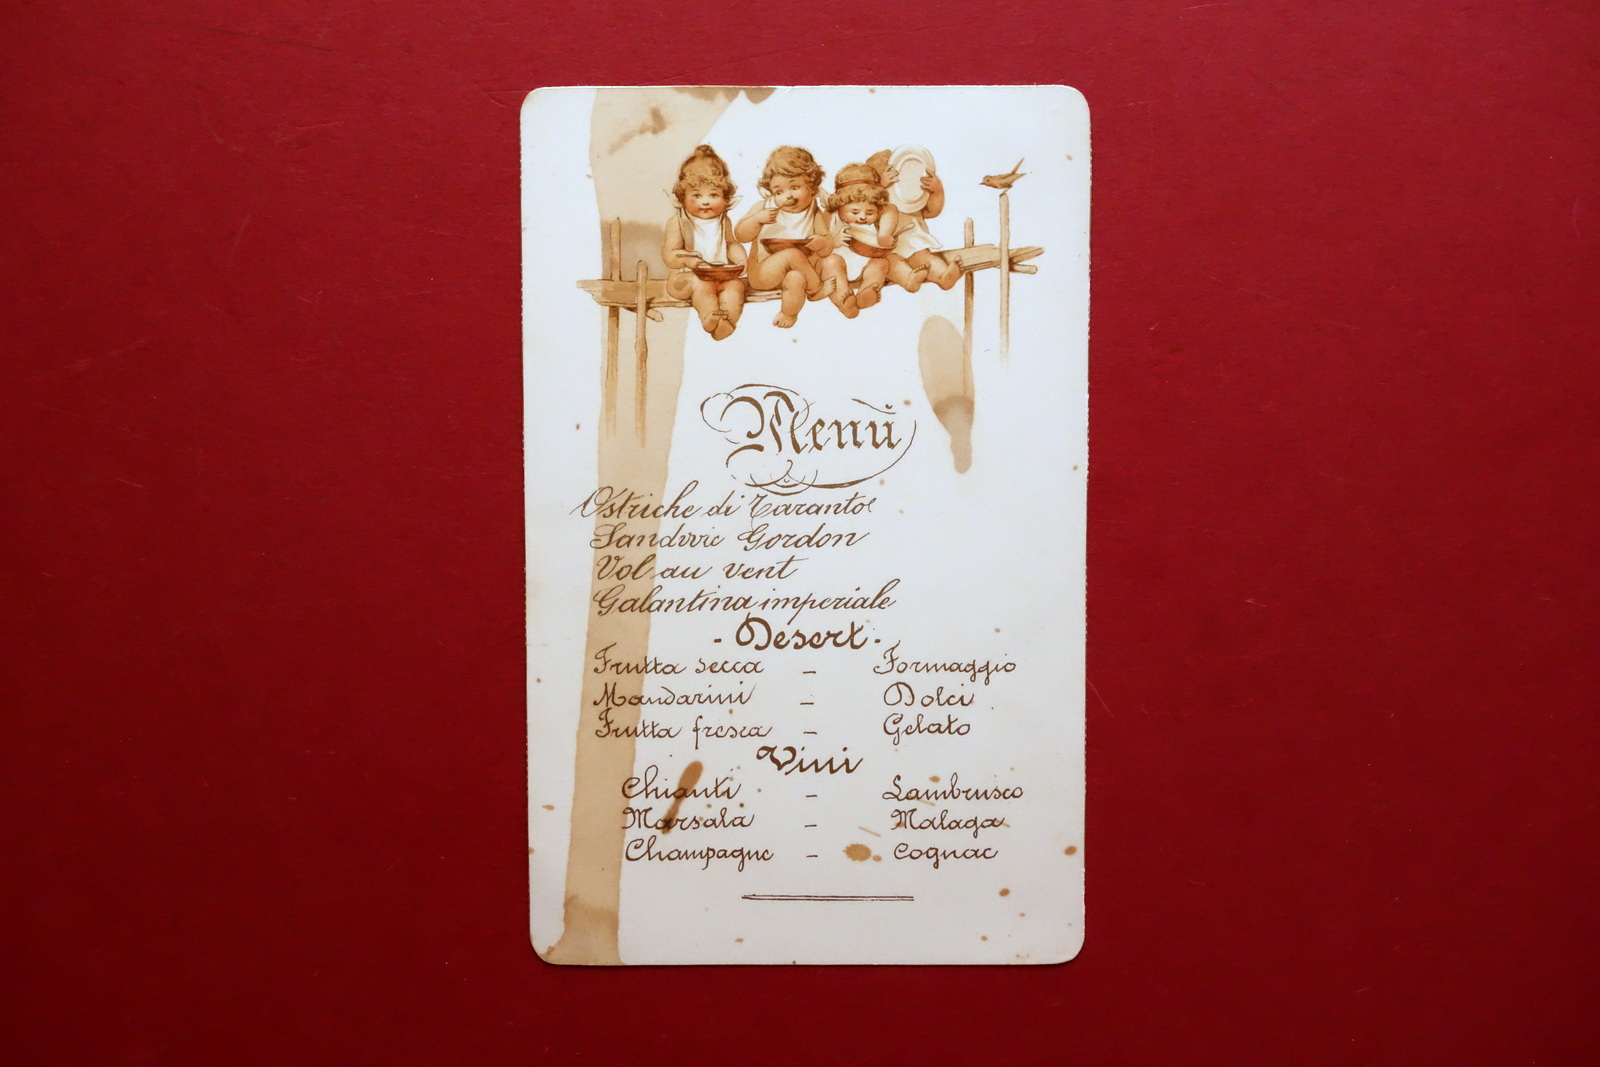 Menù
Ostriche di Taranto
Sandwic Gordon
Vol au vent
Galantina imperiale
- Desert -
Frutta secca - Formaggio
Mandarini - Dolci
Frutta fresca - Gelato
Vini
Chianti - Lambrusco
Marsala - Malaga
Champagne - Cognac